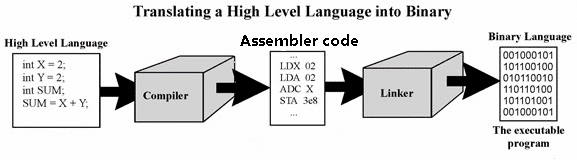 Translating a High Level Language into Binary
High Level Language
int X = 2;
int Y = 2;
int SUM;
SUM = X + Y;
Compiler
Assembler code
...
LDX 02
LDA 02
ADC X
STA 3e8
...
Linker
Binary Language
001000101
101100100
010110010
110110100
101101001
001000101
The executable
program